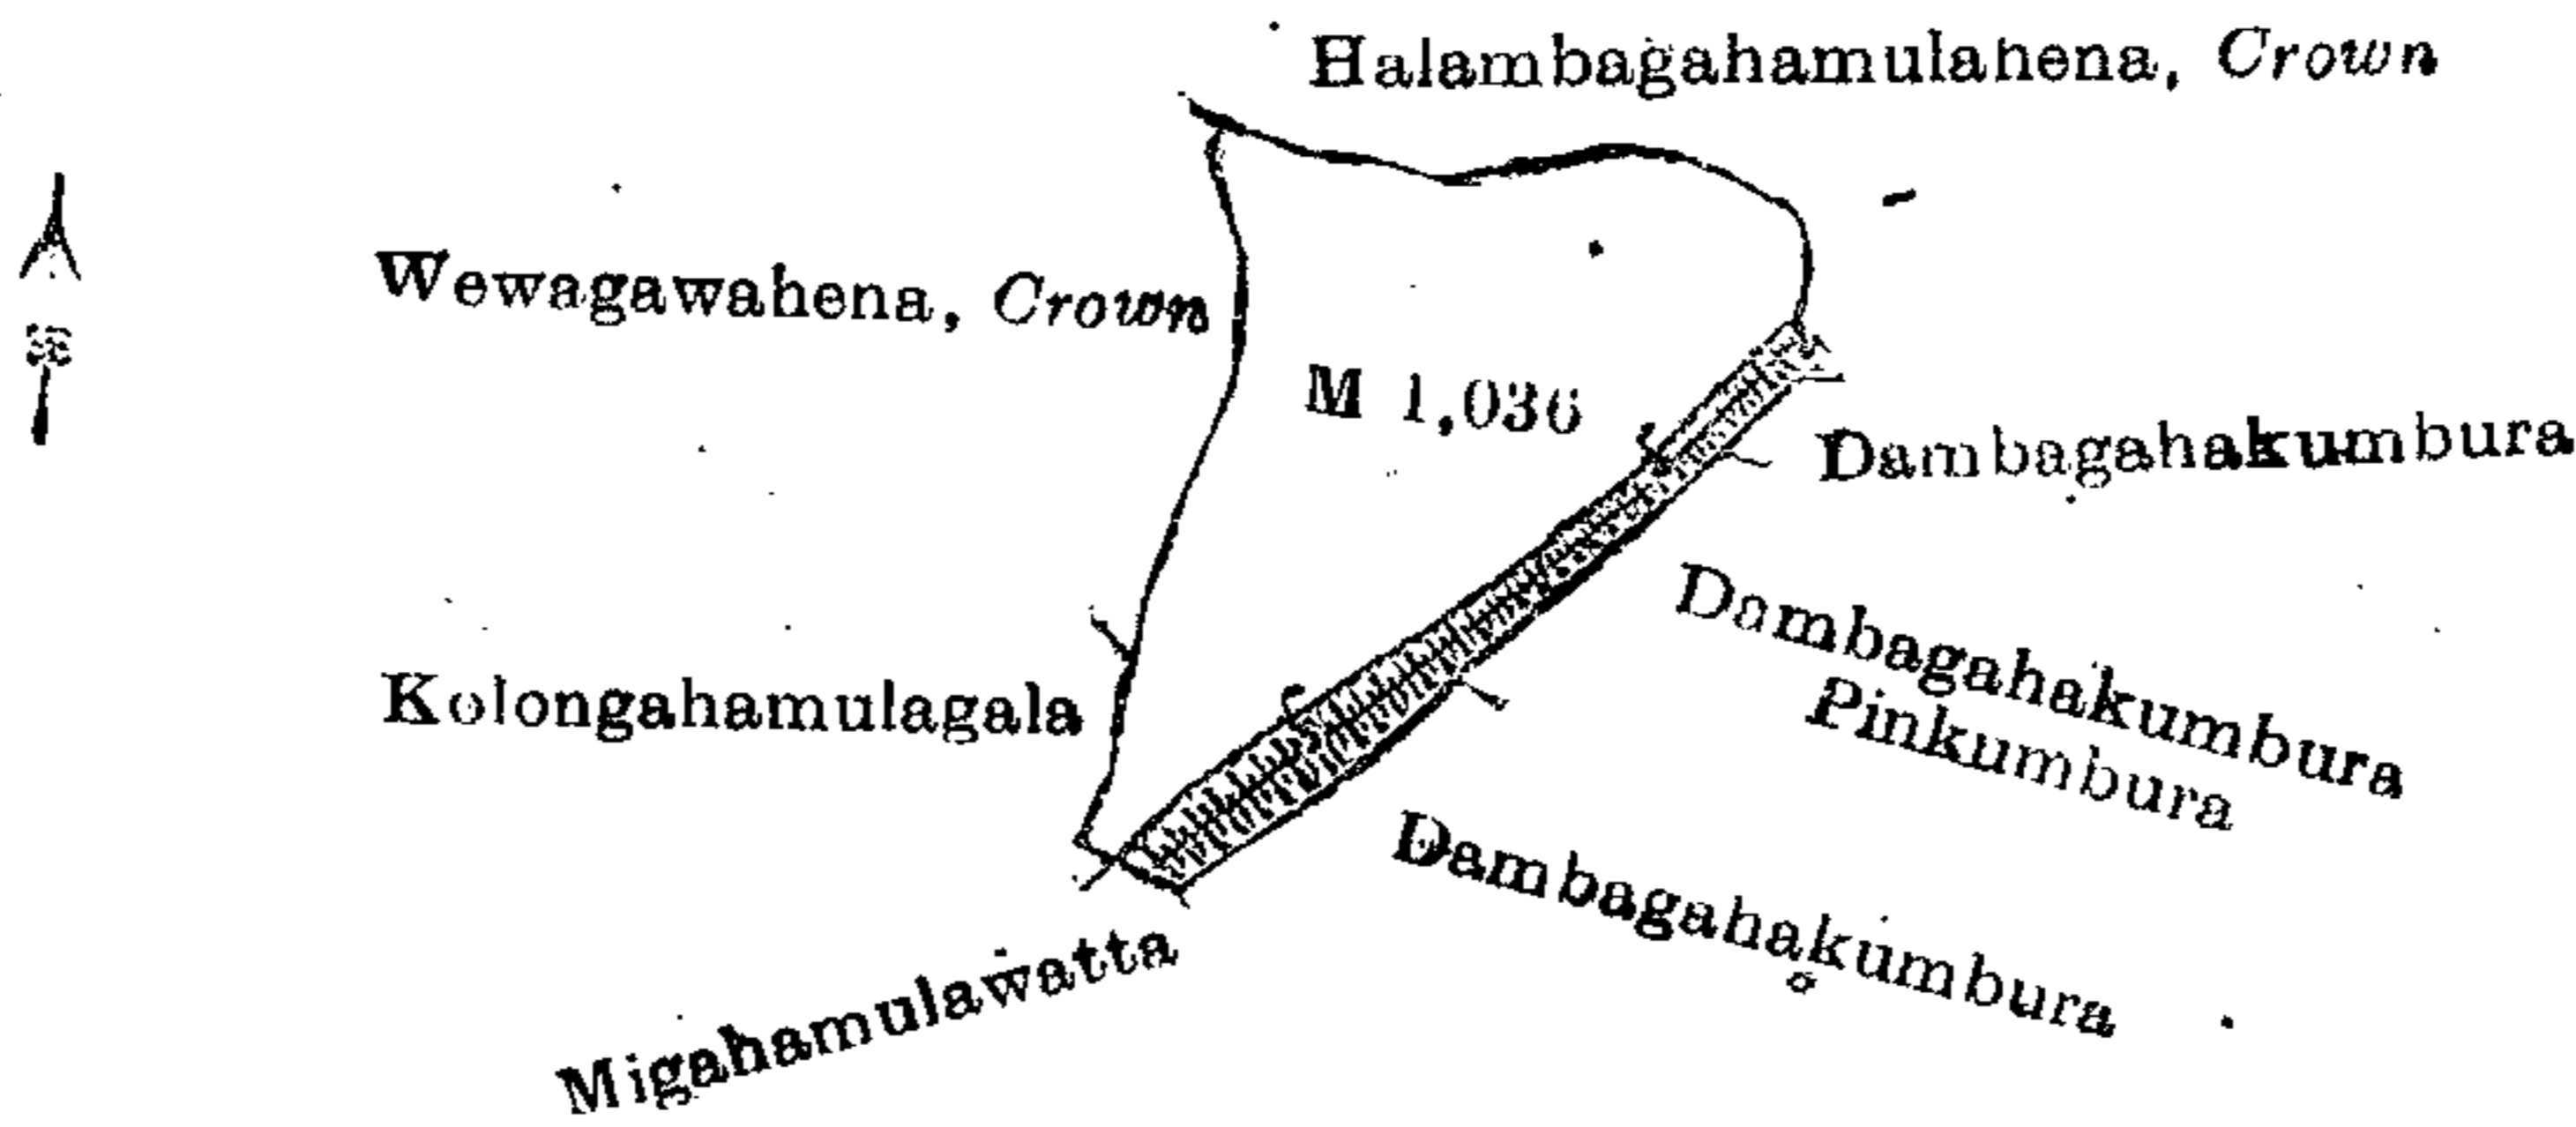 Halambagahamulahena, Crown
Wewagawahena, Crown
M 1,036
Dambagahakumbura
Dambagahakumbura
Pinkumbura
Kolongahamulagala
Dambagahakumbura
Migahamulawatta